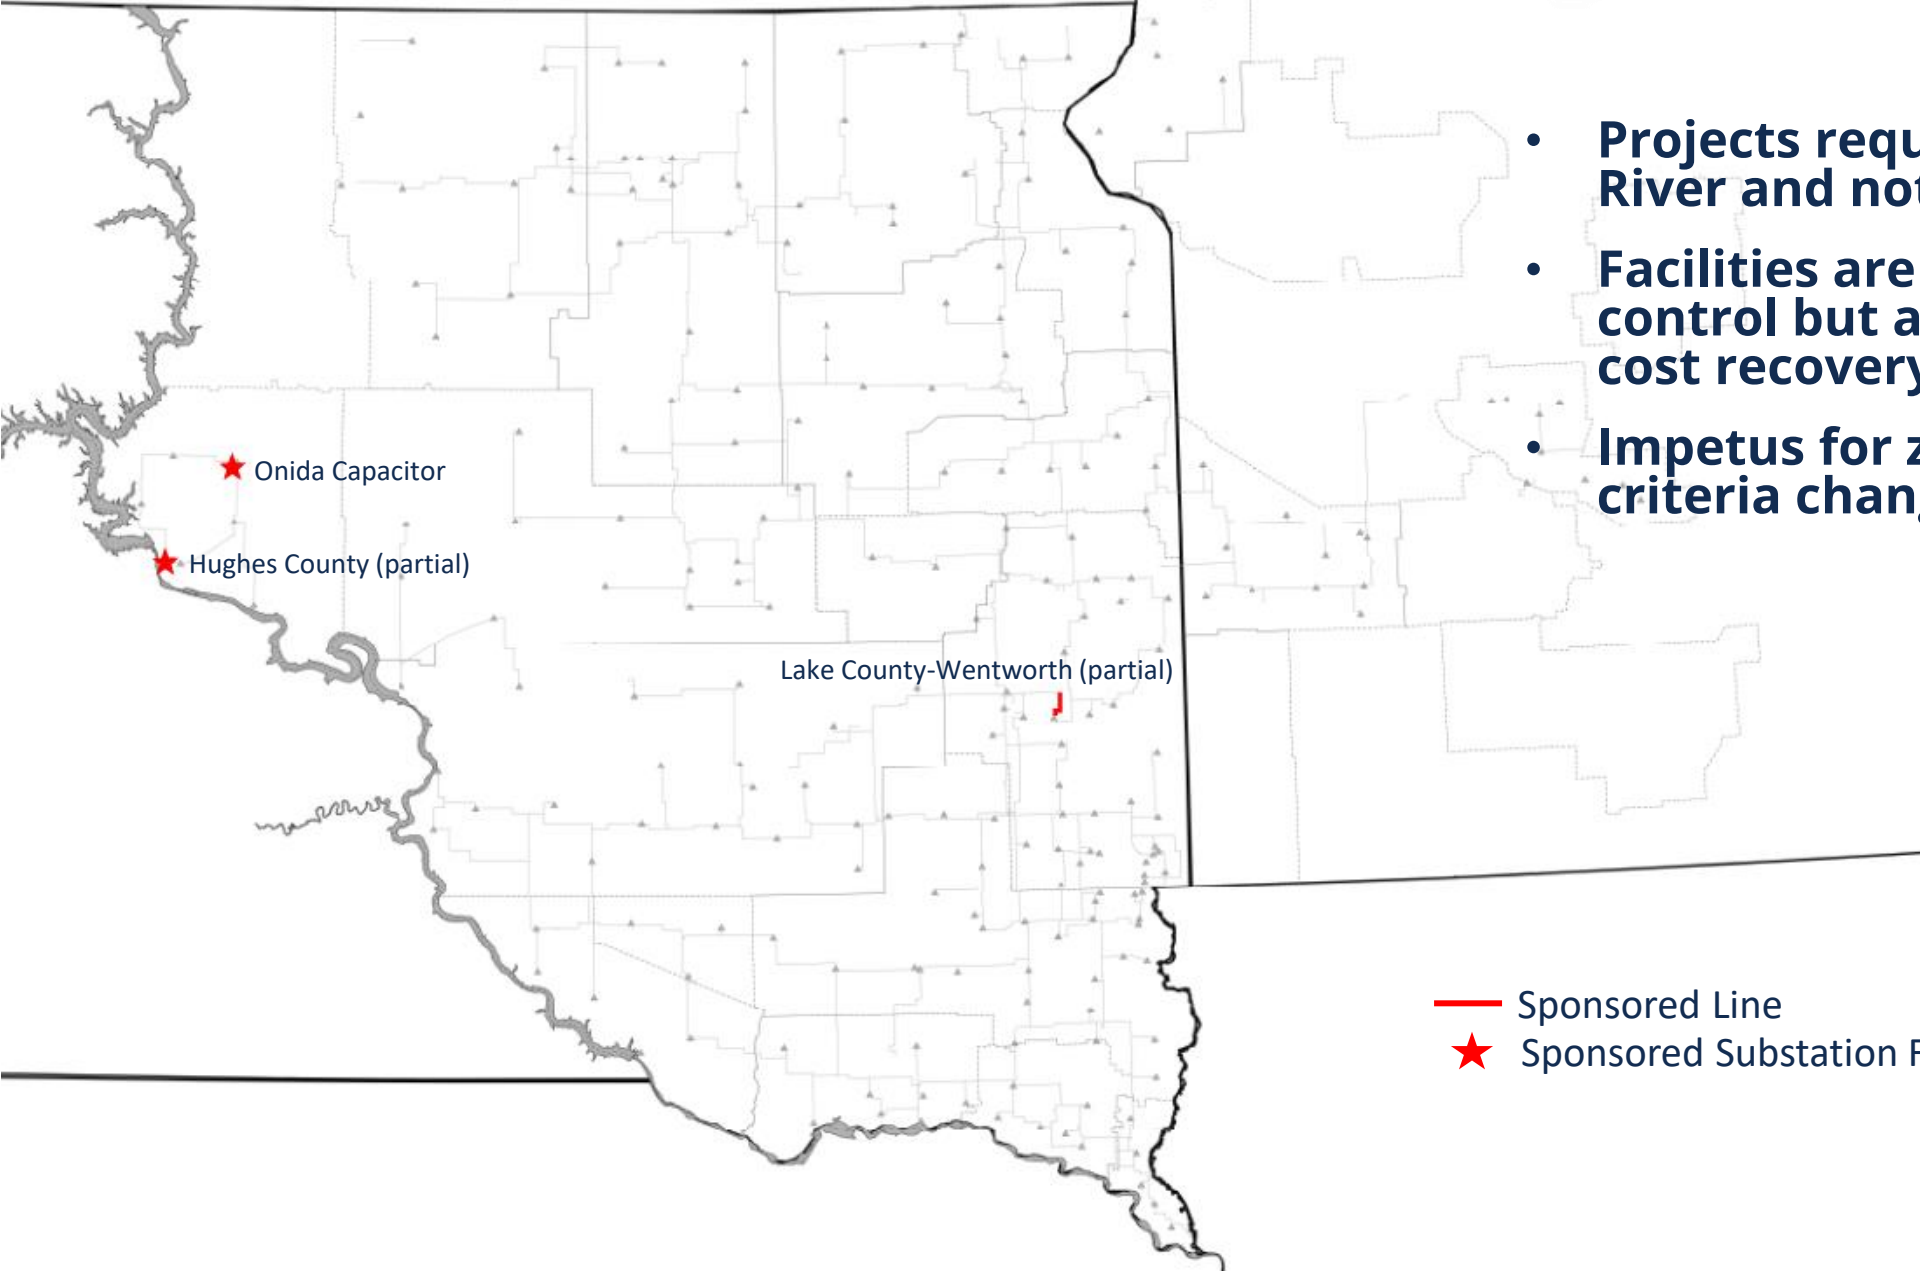 • Projects requ
River and not
• Facilities are
control but a
cost recovery
• Impetus for z
criteria chan
Onida Capacitor
Hughes County (partial)
Lake County-Wentworth (partial)
Sponsored Line
Sponsored Substation F